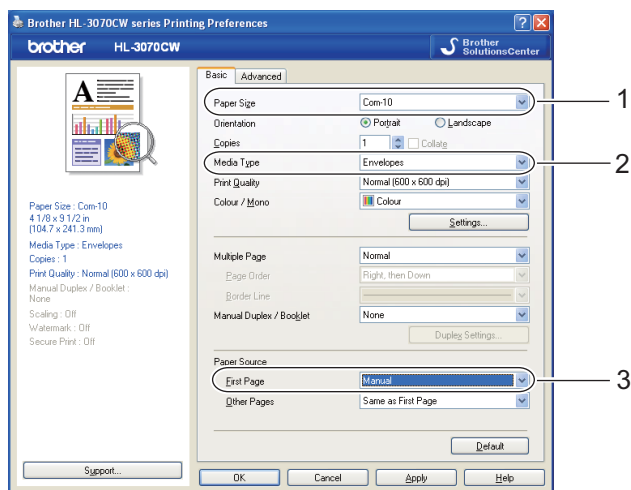 Brother HL-3070CW series Printing Preferences
brother HL-3070CW
Brother
SolutionsCenter
Basic Advanced
Paper Size Com-10 1
Orientation Portrait Landscape
Copies 1 Collate
Media Type Envelopes 2
Print Quality Normal (600 x 600 dpi)
Colour / Mono Colour
Settings...
Multiple Page Normal
Page Order Right, then Down
Border Line
Manual Duplex / Booklet None
Duplex Settings...
Paper Source
First Page Manual 3
Other Pages Same as First Page
Default
A
Paper Size : Com-10
4 1/8 x 9 1/2 in
(104.7 x 241.3 mm)
Media Type : Envelopes
Copies : 1
Print Quality : Normal (600 x 600 dpi)
Manual Duplex / Booklet :
None
Scaling : Off
Watermark : Off
Secure Print : Off
Support...
OK Cancel Apply Help